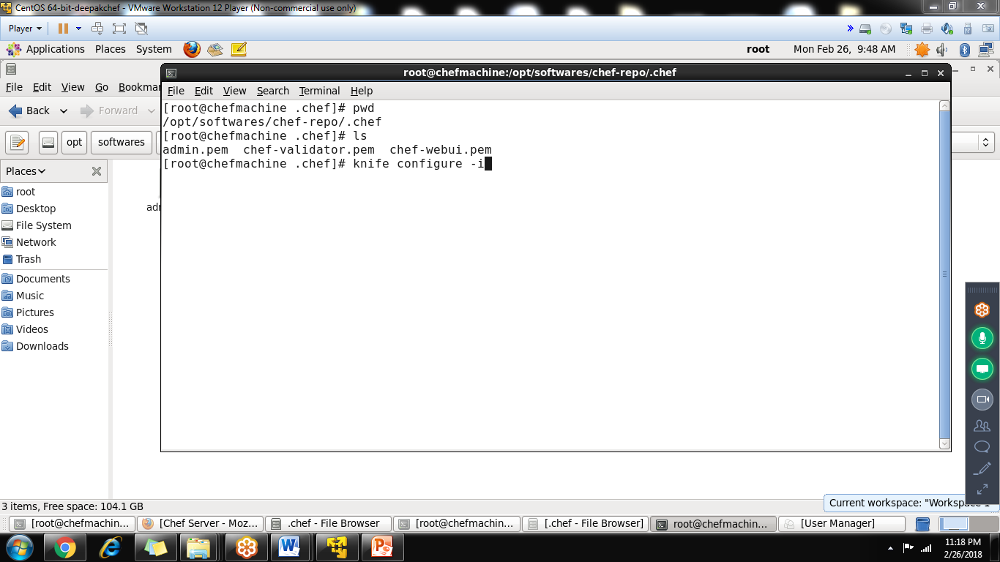 CentOS 64-bit-deepakchef - VMware Workstation 12 Player (Non-commercial use only)
Player
Applications Places System root Mon Feb 26, 9:48 AM
root@chefmachine:/opt/softwares/chef-repo/.chef
File Edit View Go Bookmar
File Edit View Search Terminal Help
[root@chefmachine .chef]# pwd
/opt/softwares/chef-repo/.chef
[root@chefmachine .chef]# ls
admin.pem chef-validator.pem chef-webui.pem
[root@chefmachine .chef]# knife configure -i
Back Forward
opt softwares
Places
root
Desktop
File System
Network
Trash
Documents
Music
Pictures
Videos
Downloads
adr
3 items, Free space: 104.1 GB
Current workspace: "Workspace 1"
[root@chefmachin... [Chef Server - Moz... .chef - File Browser [root@chefmachin... [.chef - File Browser] root@chefmachin... [User Manager]
11:18 PM
2/26/2018